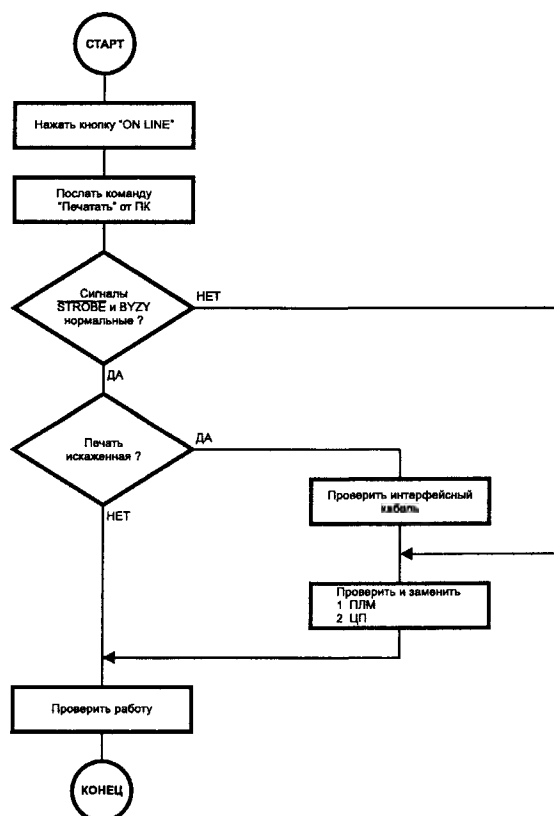 СТАРТ
Нажать кнопку "ON LINE"
Послать команду
"Печатать" от ПК
Сигналы
STROBE и BYZY
нормальные ?
НЕТ
ДА
Печать
искаженная ?
ДА
НЕТ
Проверить интерфейсный
кабель
Проверить и заменить
1 ПЛМ
2 ЦП
Проверить работу
КОНЕЦ